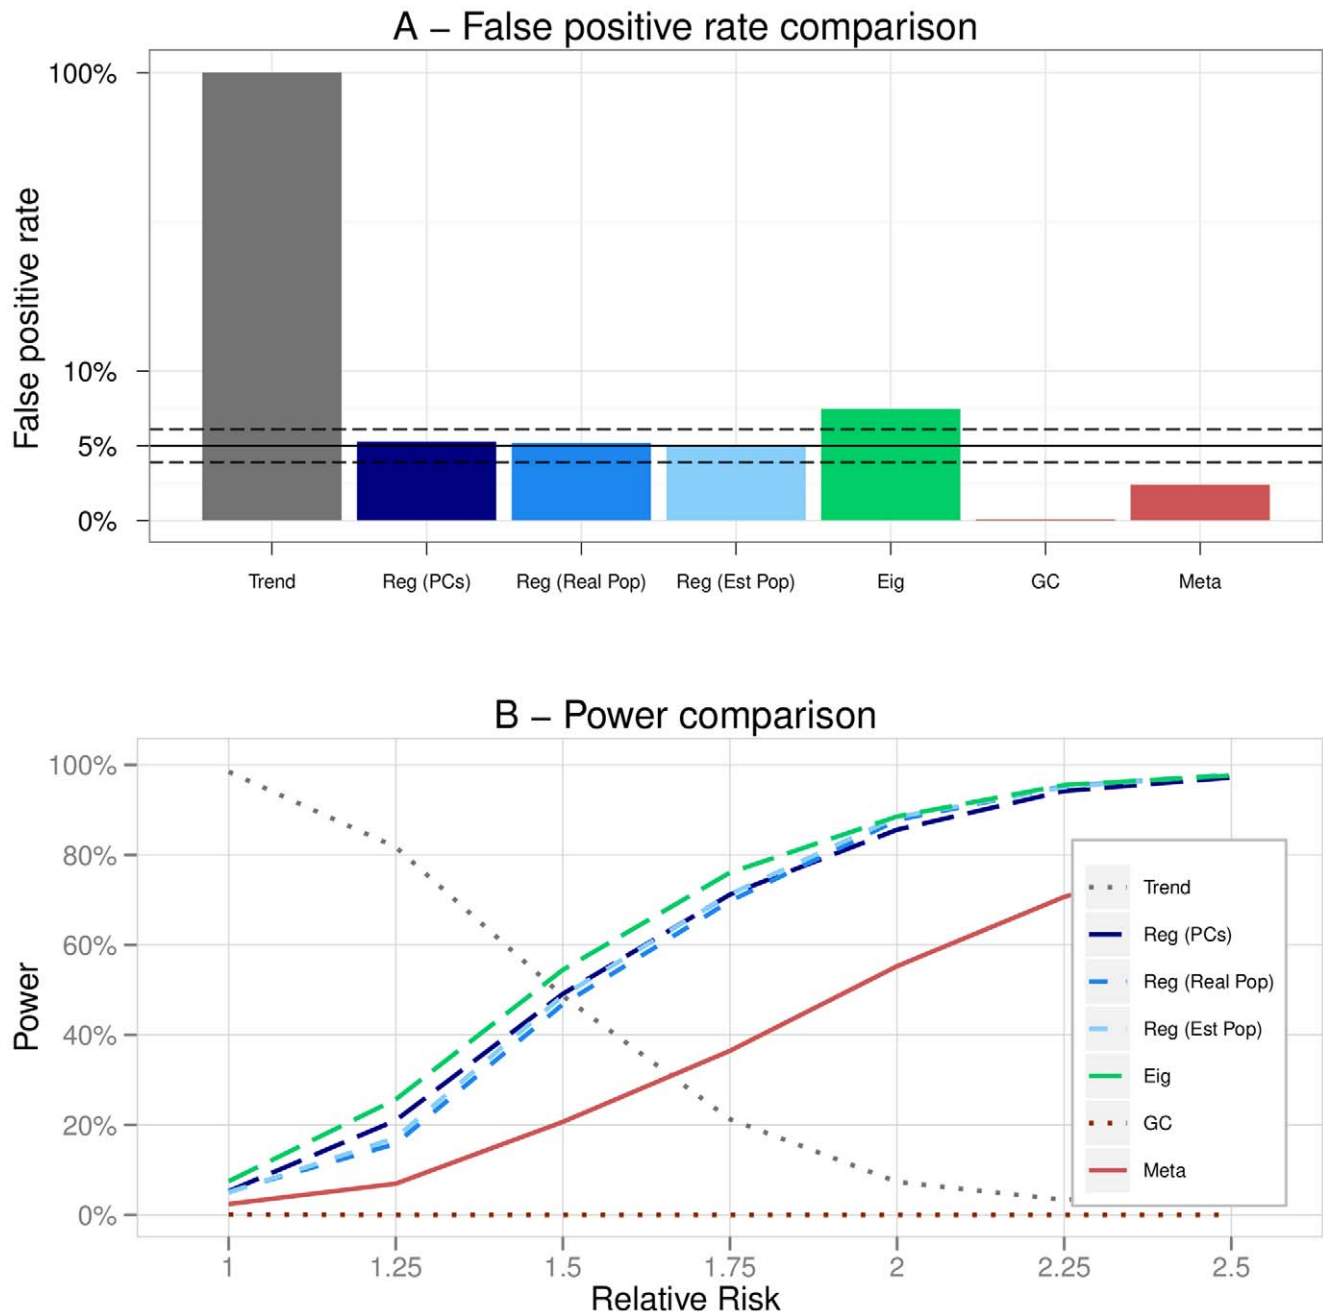 A – False positive rate comparison
False positive rate
100%
10%
5%
0%
Trend Reg (PCs) Reg (Real Pop) Reg (Est Pop) Eig GC Meta
B – Power comparison
Power
100%
80%
60%
40%
20%
0%
Trend
Reg (PCs)
Reg (Real Pop)
Reg (Est Pop)
Eig
GC
Meta
1 1.25 1.5 1.75 2 2.25 2.5
Relative Risk